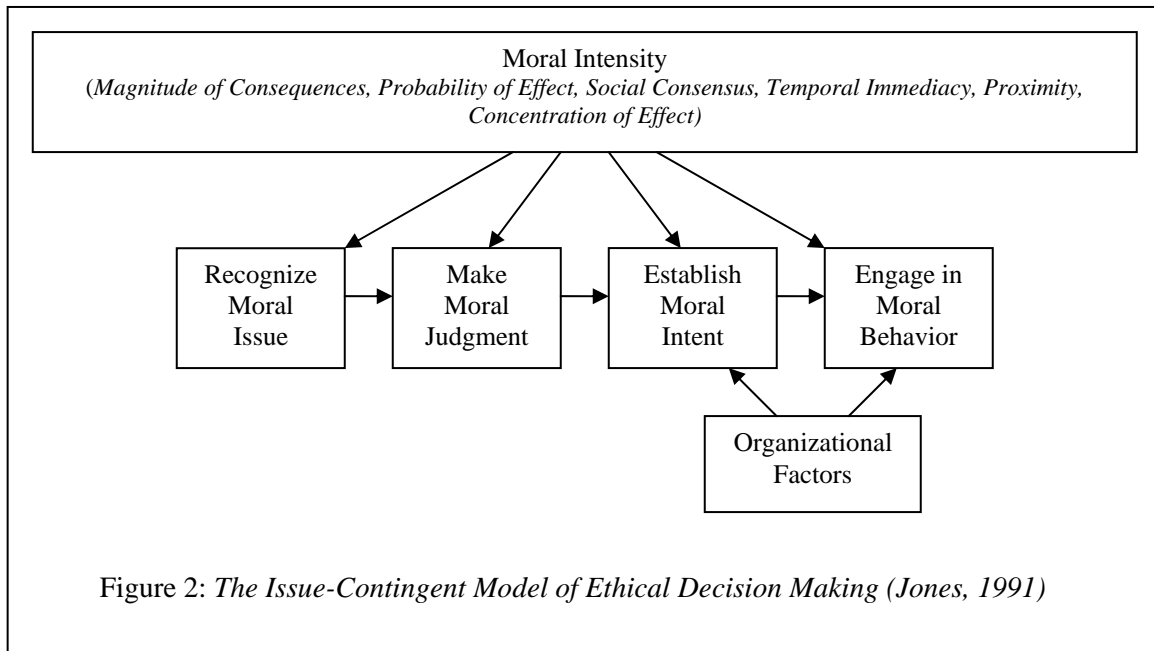 Moral Intensity
(Magnitude of Consequences, Probability of Effect, Social Consensus, Temporal Immediacy, Proximity,
Concentration of Effect)
Recognize
Moral
Issue
Make
Moral
Judgment
Establish
Moral
Intent
Engage in
Moral
Behavior
Organizational
Factors
Figure 2: The Issue-Contingent Model of Ethical Decision Making (Jones, 1991)